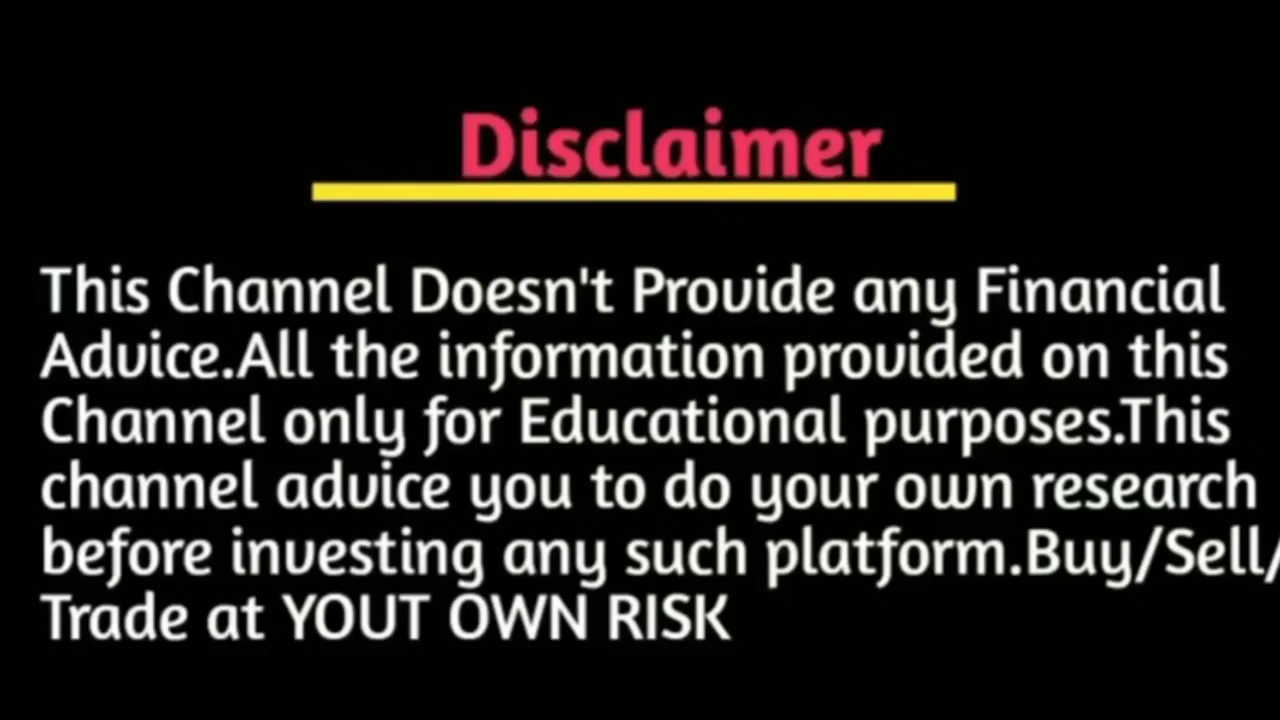 Disclaimer
This Channel Doesn't Provide any Financial
Advice.All the information provided on this
Channel only for Educational purposes.This
channel advice you to do your own research
before investing any such platform.Buy/Sell/
Trade at YOUT OWN RISK